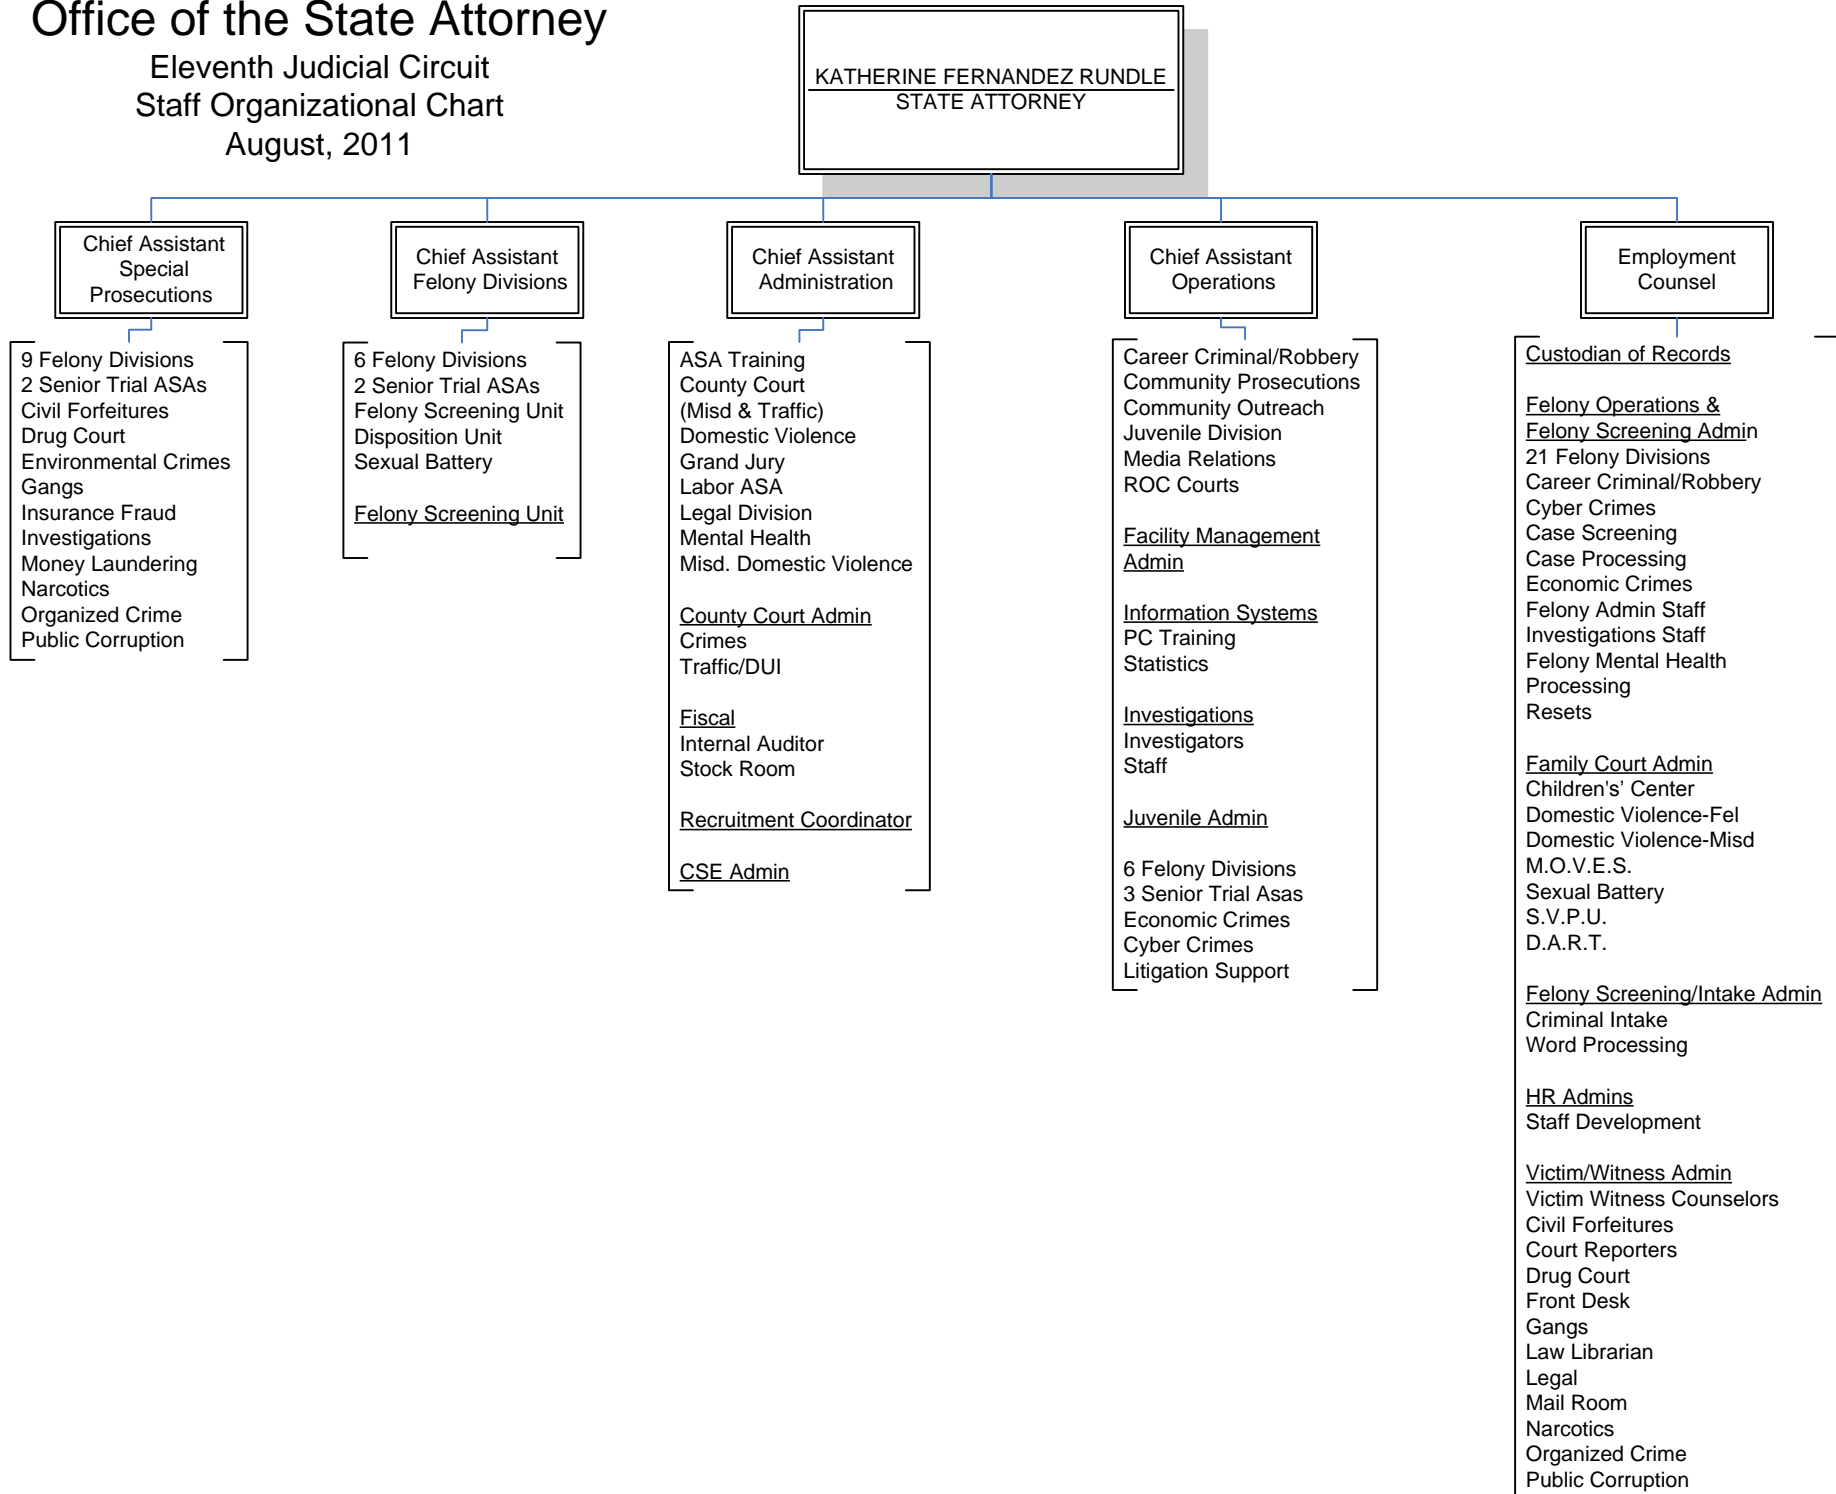 Office of the State Attorney
Eleventh Judicial Circuit
Staff Organizational Chart
August, 2011
KATHERINE FERNANDEZ RUNDLE
STATE ATTORNEY
Chief Assistant
Special
Prosecutions
9 Felony Divisions
2 Senior Trial ASAs
Civil Forfeitures
Drug Court
Environmental Crimes
Gangs
Insurance Fraud
Investigations
Money Laundering
Narcotics
Organized Crime
Public Corruption
Chief Assistant
Felony Divisions
6 Felony Divisions
2 Senior Trial ASAs
Felony Screening Unit
Disposition Unit
Sexual Battery
Felony Screening Unit
Chief Assistant
Administration
ASA Training
County Court
(Misd & Traffic)
Domestic Violence
Grand Jury
Labor ASA
Legal Division
Mental Health
Misd. Domestic Violence
County Court Admin
Crimes
Traffic/DUI
Fiscal
Internal Auditor
Stock Room
Recruitment Coordinator
CSE Admin
Chief Assistant
Operations
Career Criminal/Robbery
Community Prosecutions
Community Outreach
Juvenile Division
Media Relations
ROC Courts
Facility Management
Admin
Information Systems
PC Training
Statistics
Investigations
Investigators
Staff
Juvenile Admin
6 Felony Divisions
3 Senior Trial Asas
Economic Crimes
Cyber Crimes
Litigation Support
Employment
Counsel
Custodian of Records
Felony Operations &
Felony Screening Admin
21 Felony Divisions
Career Criminal/Robbery
Cyber Crimes
Case Screening
Case Processing
Economic Crimes
Felony Admin Staff
Investigations Staff
Felony Mental Health
Processing
Resets
Family Court Admin
Children's' Center
Domestic Violence-Fel
Domestic Violence-Misd
M.O.V.E.S.
Sexual Battery
S.V.P.U.
D.A.R.T.
Felony Screening/Intake Admin
Criminal Intake
Word Processing
HR Admins
Staff Development
Victim/Witness Admin
Victim Witness Counselors
Civil Forfeitures
Court Reporters
Drug Court
Front Desk
Gangs
Law Librarian
Legal
Mail Room
Narcotics
Organized Crime
Public Corruption